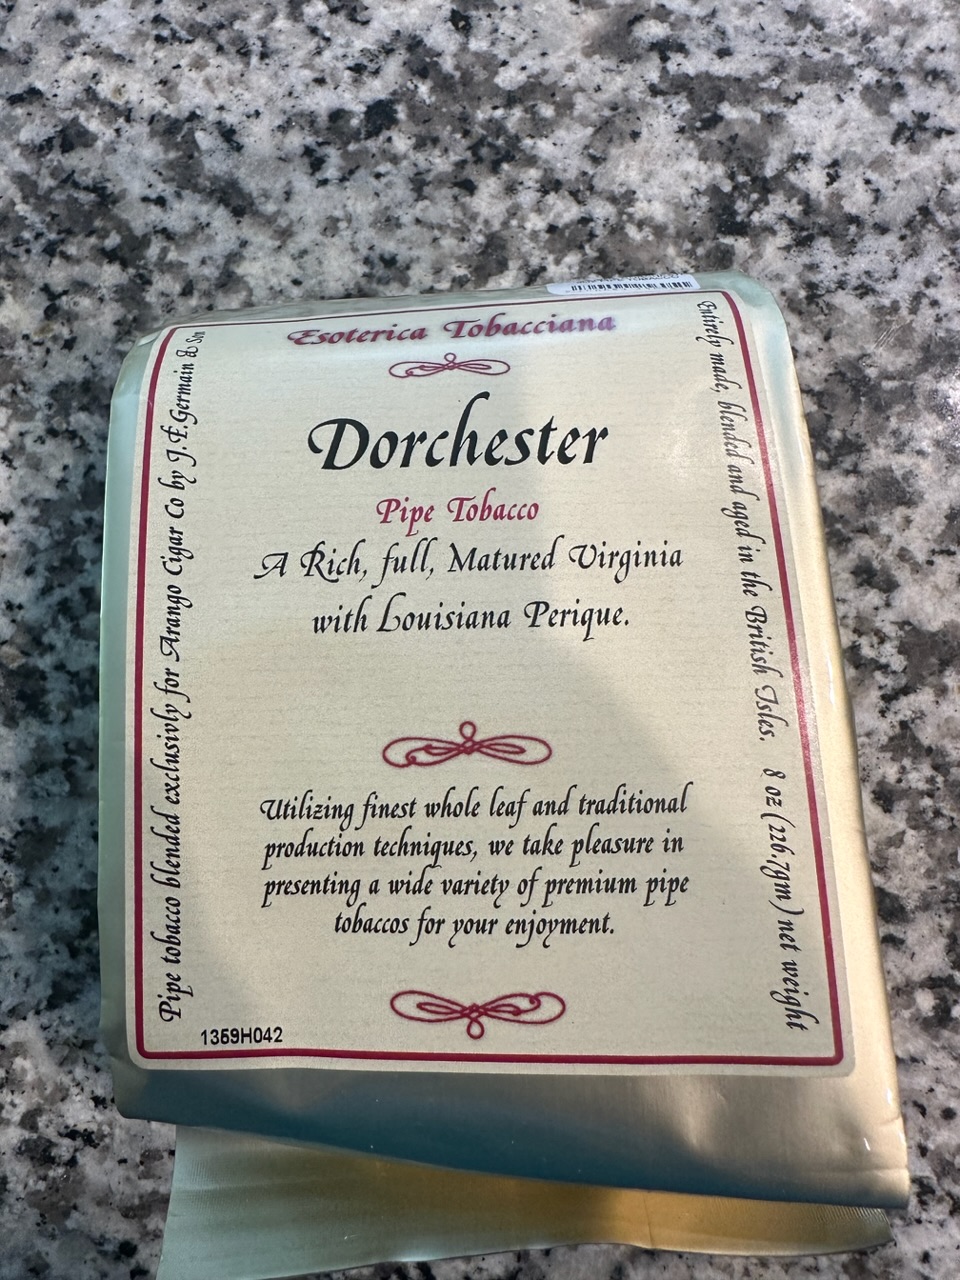 Esoterica Tobacciana
Dorchester
Pipe Tobacco
A Rich, full, Matured Virginia
with Louisiana Perique.
Utilizing finest whole leaf and traditional
production techniques, we take pleasure in
presenting a wide variety of premium pipe
tobaccos for your enjoyment.
1359H042
Pipe tobacco blended exclusivly for Arango Cigar Co by J.F.Germain & Son
Entirely made, blended and aged in the British Isles. 8 oz (226.7gm) net weight